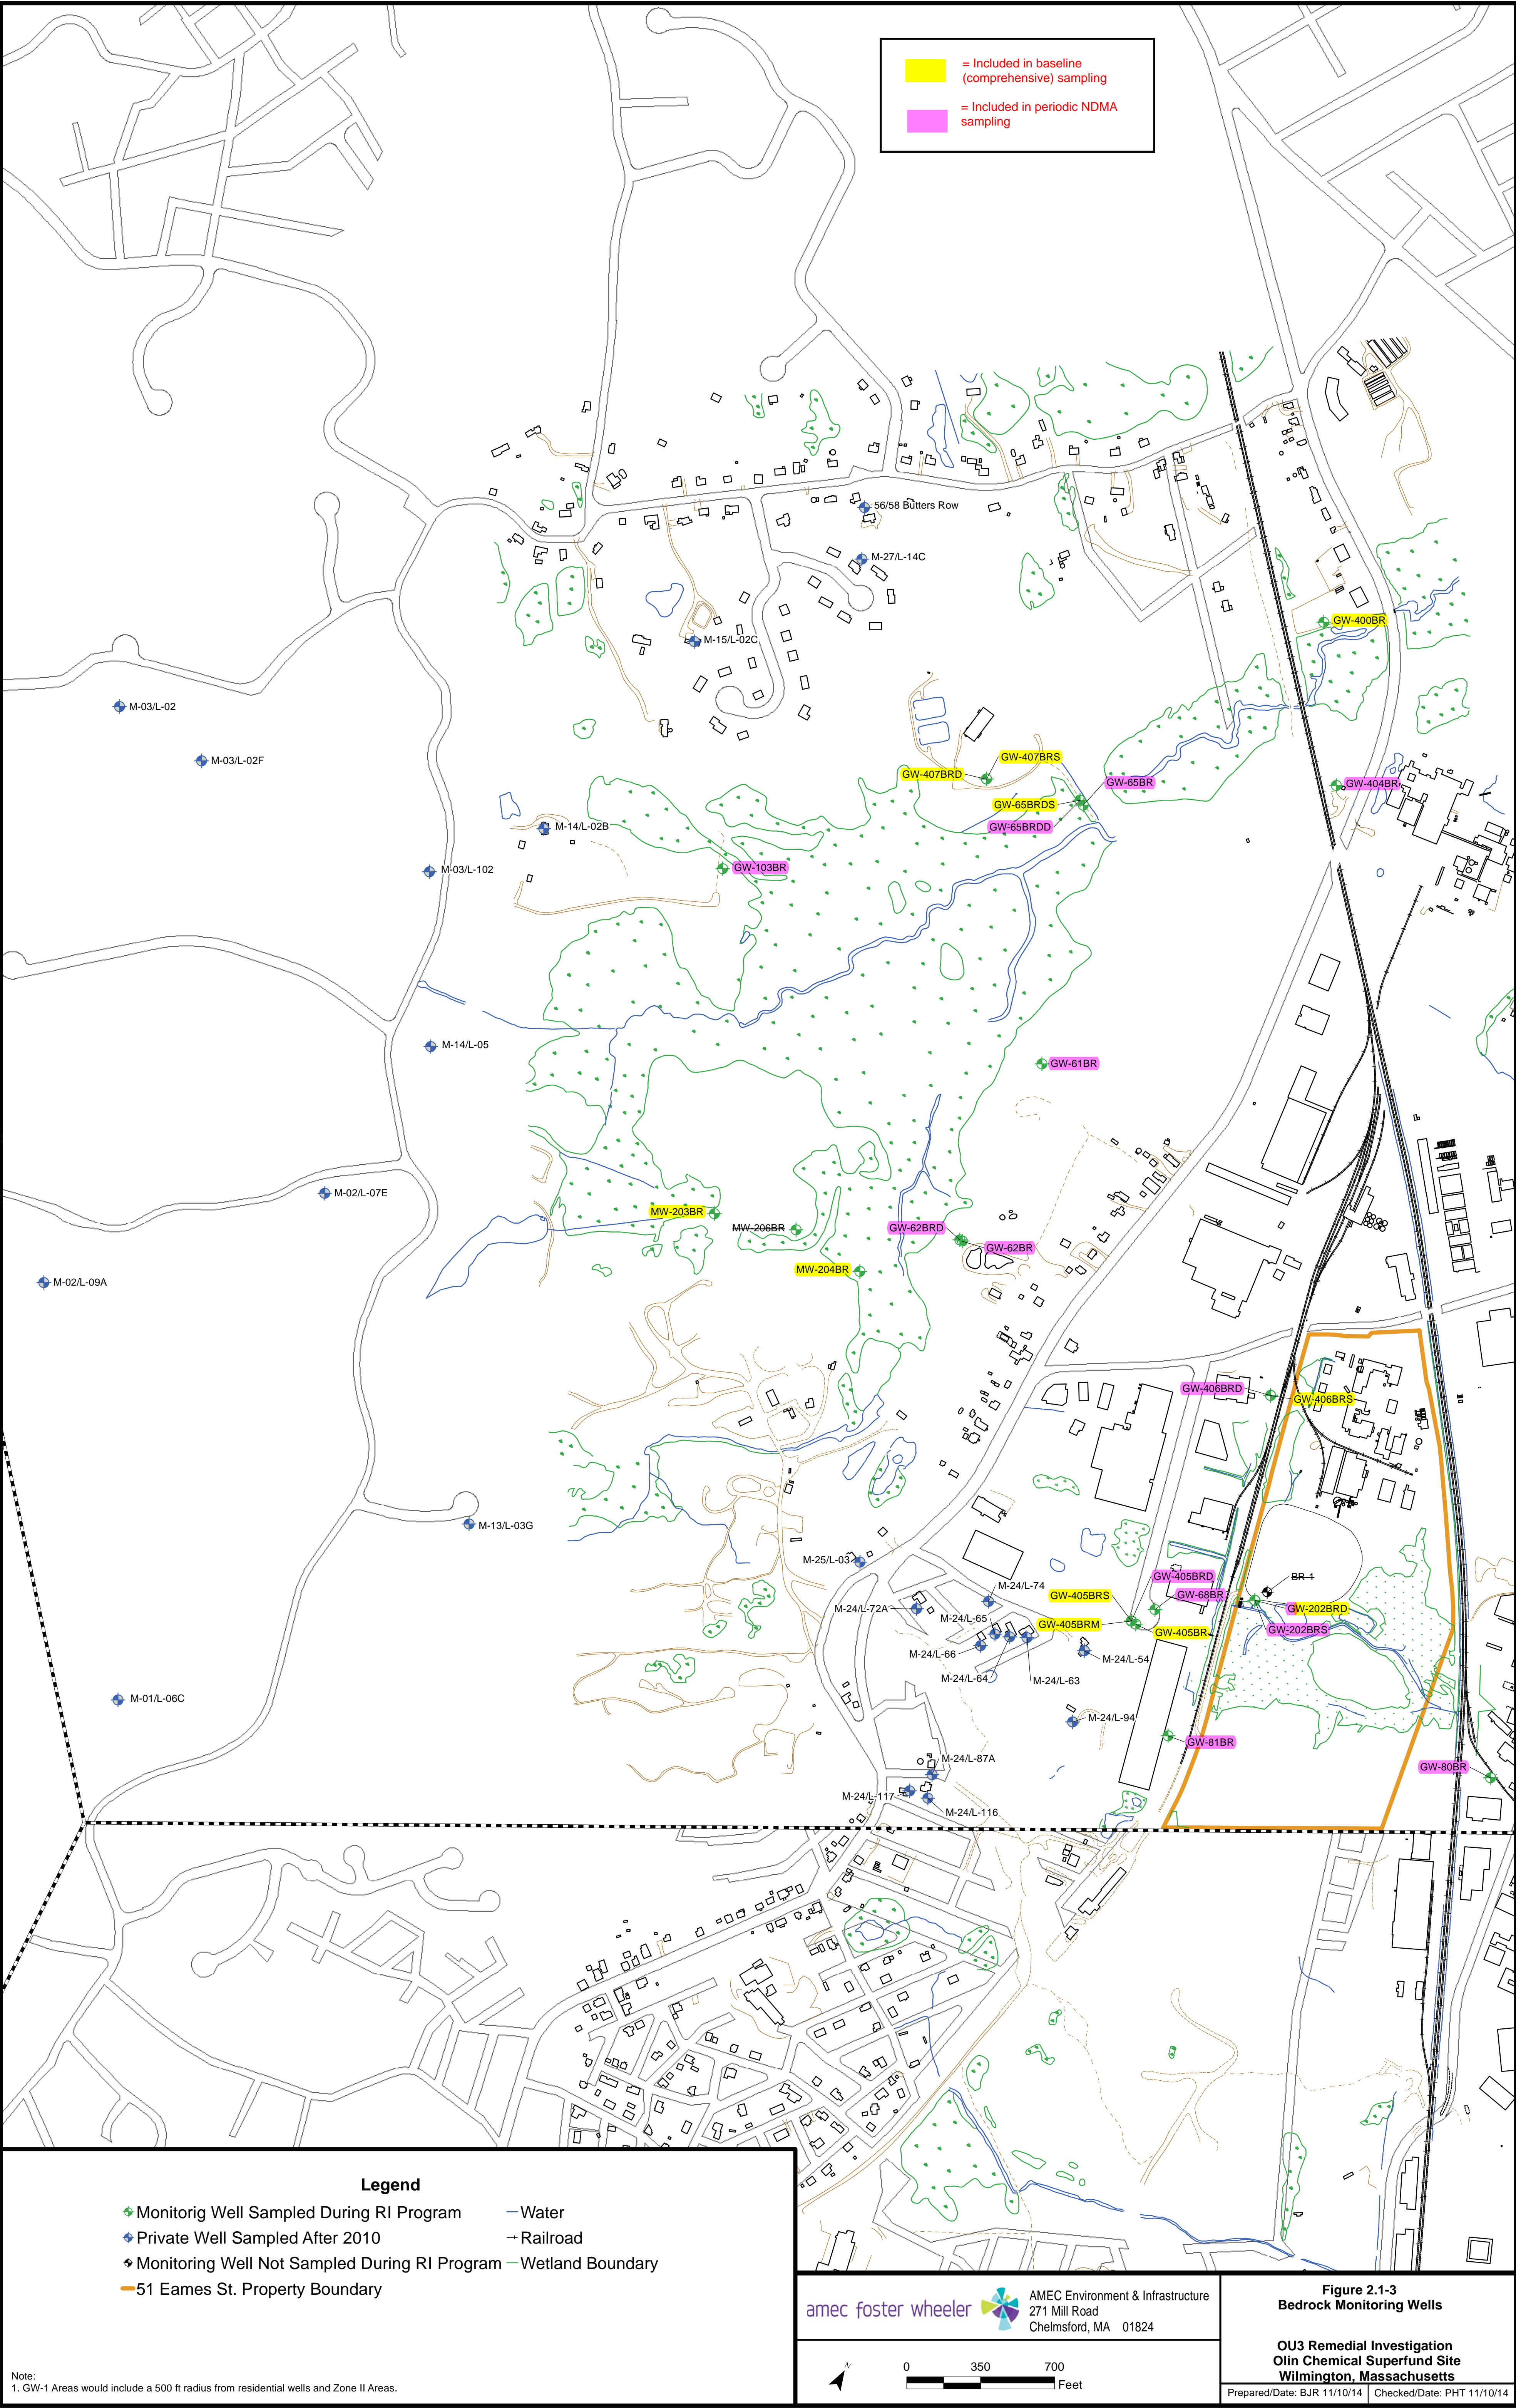 = Included in baseline
(comprehensive) sampling
= Included in periodic NDMA
sampling
56/58 Butters Row
M-27/L-14C
GW-400BR
M-15/L-02C
M-03/L-02
M-03/L-02F
GW-407BRS
GW-407BRD
GW-65BR
GW-404BR
GW-65BRDS
GW-65BRDD
M-14/L-02B
GW-103BR
M-03/L-102
M-14/L-05
GW-61BR
M-02/L-07E
MW-203BR
MW-206BR
GW-62BRD
GW-62BR
MW-204BR
M-02/L-09A
GW-406BRD
GW-406BRS
M-13/L-03G
M-25/L-03
GW-405BRD
BR-1
M-24/L-74
GW-405BRS
GW-68BR
M-24/L-72A
GW-202BRD
M-24/L-65
GW-405BRM
GW-405BR
GW-202BRS
M-24/L-66
M-24/L-54
M-24/L-64
M-24/L-63
M-01/L-06C
M-24/L-94
GW-81BR
M-24/L-87A
GW-80BR
M-24/L-117
M-24/L-116
Legend
Monitorig Well Sampled During RI Program
Water
Private Well Sampled After 2010
Railroad
Monitoring Well Not Sampled During RI Program
Wetland Boundary
51 Eames St. Property Boundary
Note:
1. GW-1 Areas would include a 500 ft radius from residential wells and Zone II Areas.
amec foster wheeler
AMEC Environment & Infrastructure
271 Mill Road
Chelmsford, MA 01824
N
0 350 700
Feet
Figure 2.1-3
Bedrock Monitoring Wells
OU3 Remedial Investigation
Olin Chemical Superfund Site
Wilmington, Massachusetts
Prepared/Date: BJR 11/10/14
Checked/Date: PHT 11/10/14